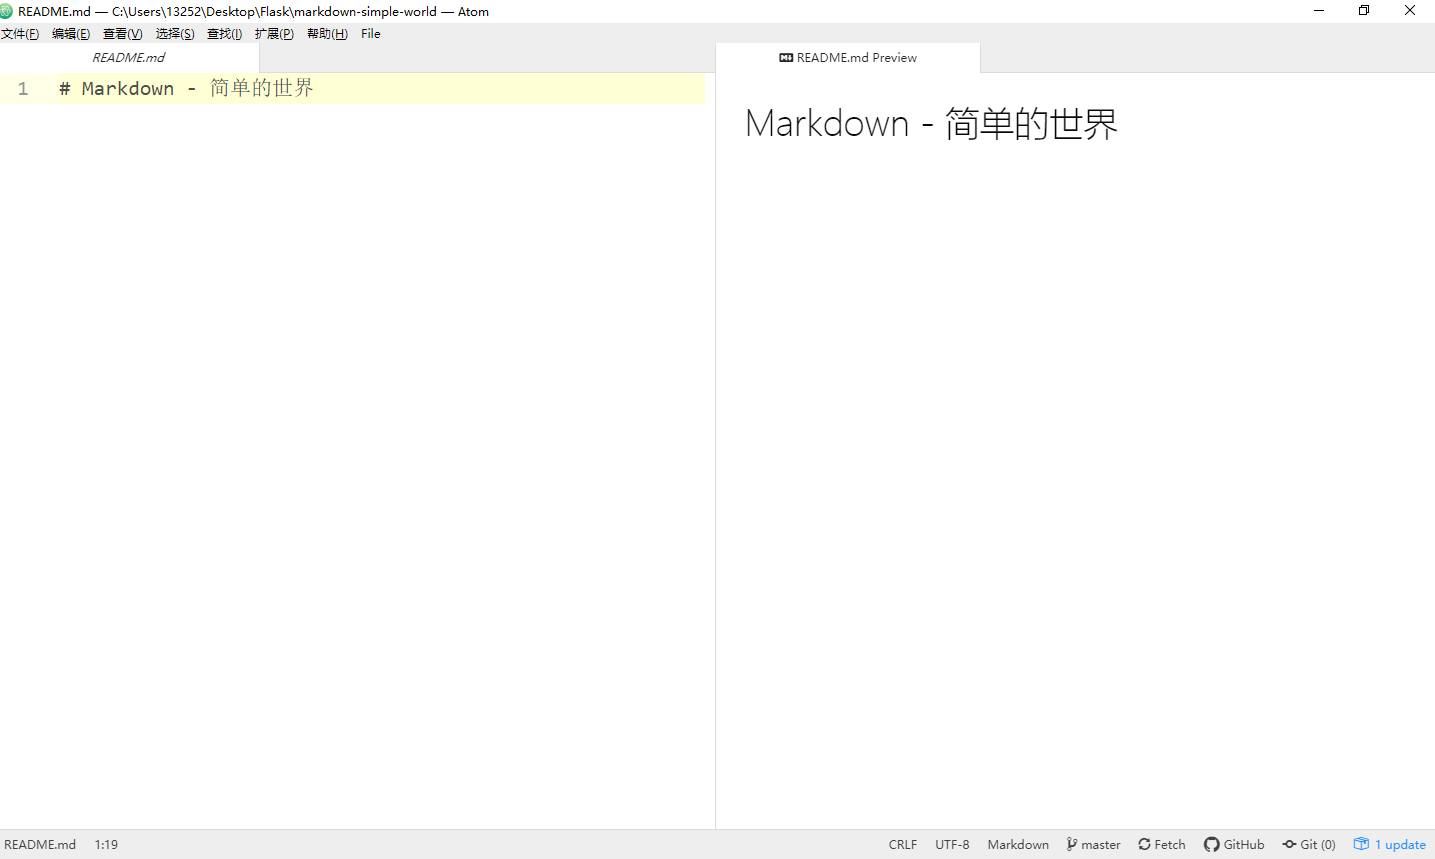 README.md — C:\Users\13252\Desktop\Flask\markdown-simple-world — Atom
文件(F) 编辑(E) 查看(V) 选择(S) 查找(I) 扩展(P) 帮助(H) File
README.md
README.md Preview
1 # Markdown - 简单的世界
Markdown - 简单的世界
README.md 1:19 CRLF UTF-8 Markdown master Fetch GitHub Git (0) 1 update